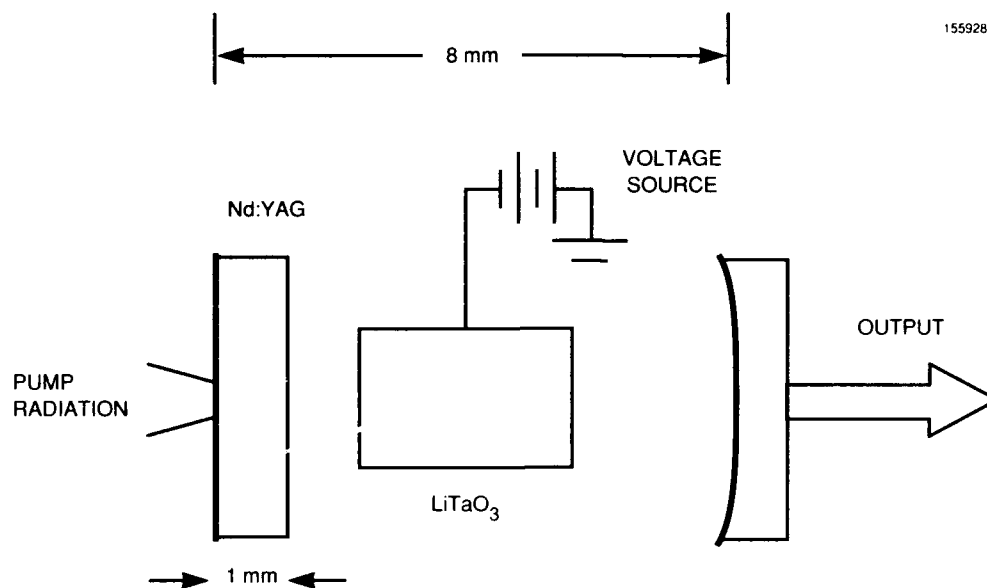 155928
8 mm
VOLTAGE
SOURCE
Nd:YAG
OUTPUT
PUMP
RADIATION
LiTaO₃
1 mm